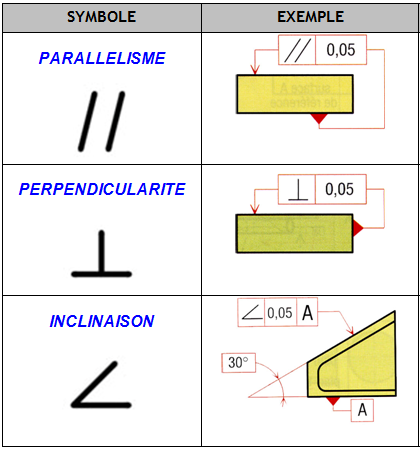 SYMBOLE EXEMPLE
PARALLELISME
// 0,05
PERPENDICULARITE
⊥ 0,05
INCLINAISON
∠ 0,05 A
30°
A